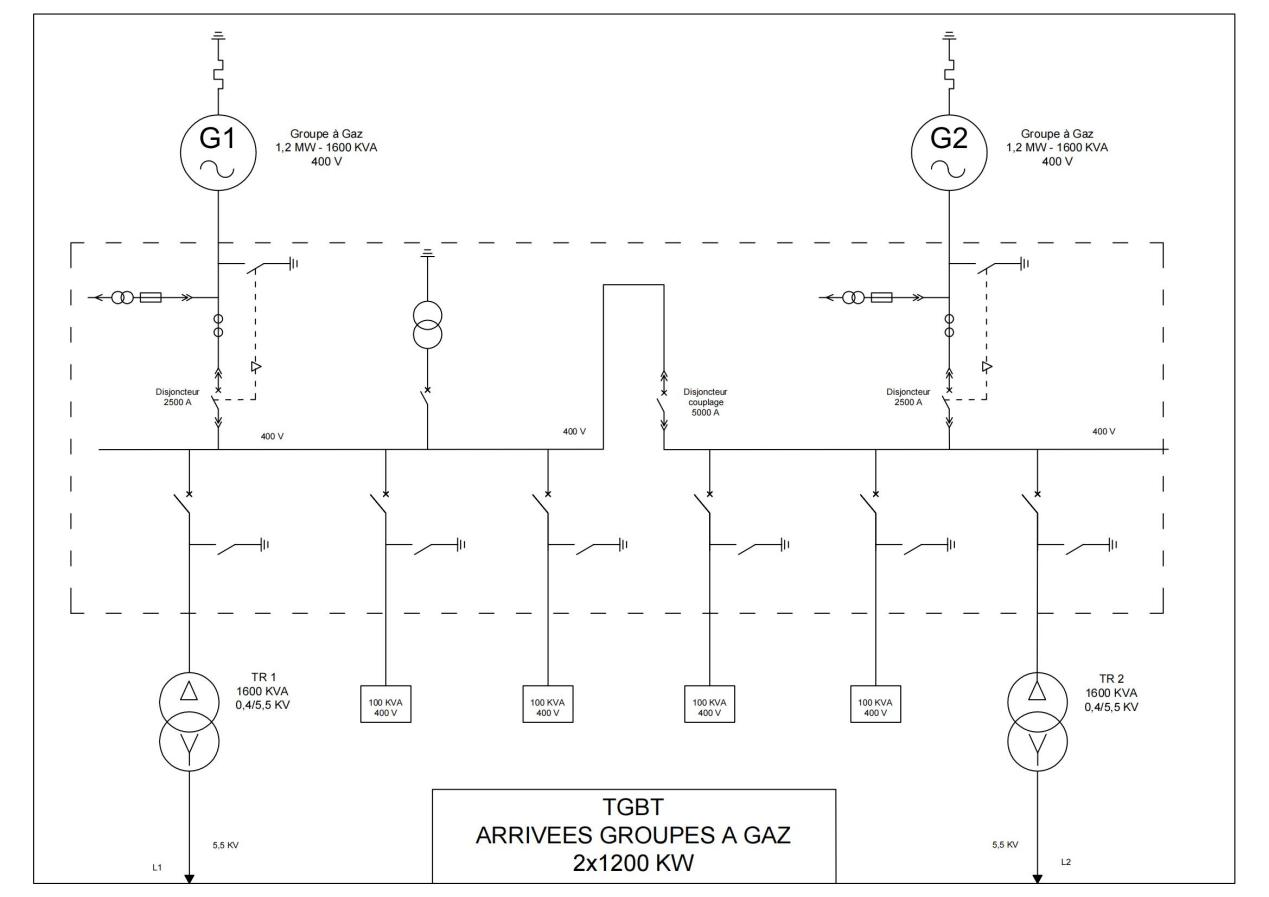 G1
Groupe à Gaz
1,2 MW - 1600 KVA
400 V
G2
Groupe à Gaz
1,2 MW - 1600 KVA
400 V
Disjoncteur
2500 A
Disjoncteur
couplage
5000 A
Disjoncteur
2500 A
400 V
400 V
400 V
TR 1
1600 KVA
0,4/5,5 KV
100 KVA
400 V
100 KVA
400 V
100 KVA
400 V
100 KVA
400 V
TR 2
1600 KVA
0,4/5,5 KV
TGBT
ARRIVEES GROUPES A GAZ
2x1200 KW
5,5 KV
L1
5,5 KV
L2